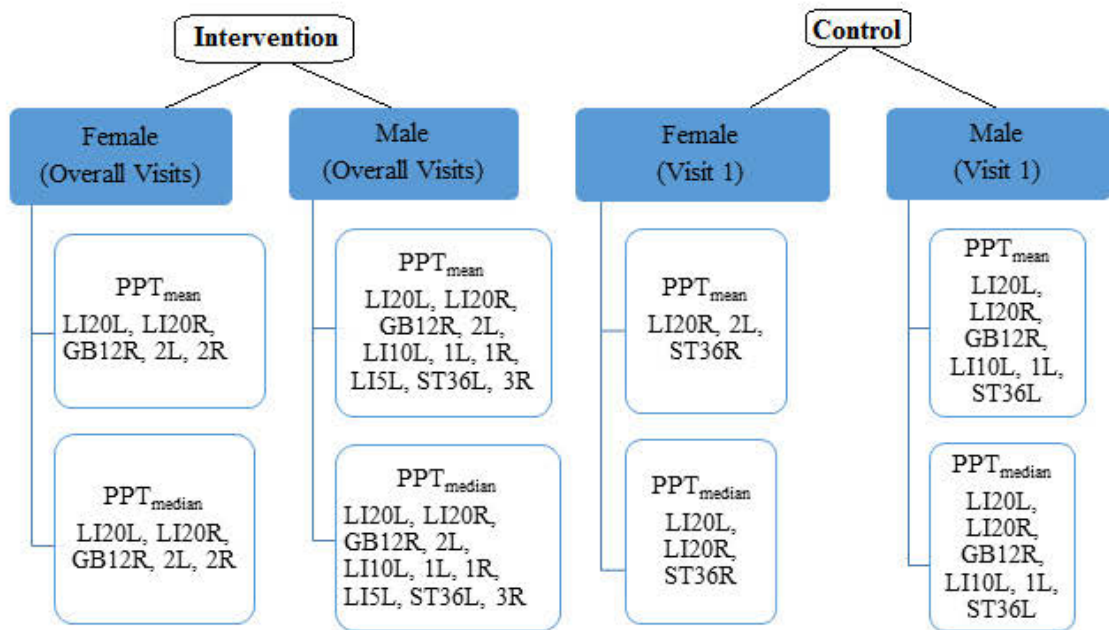 Intervention
Control
Female
(Overall Visits)
Male
(Overall Visits)
Female
(Visit 1)
Male
(Visit 1)
PPTmean
LI20L, LI20R,
GB12R, 2L, 2R
PPTmean
LI20L, LI20R,
GB12R, 2L,
LI10L, 1L, 1R,
LI5L, ST36L, 3R
PPTmean
LI20R, 2L,
ST36R
PPTmean
LI20L,
LI20R,
GB12R,
LI10L, 1L,
ST36L
PPTmedian
LI20L, LI20R,
GB12R, 2L, 2R
PPTmedian
LI20L, LI20R,
GB12R, 2L,
LI10L, 1L, 1R,
LI5L, ST36L, 3R
PPTmedian
LI20L,
LI20R,
ST36R
PPTmedian
LI20L,
LI20R,
GB12R,
LI10L, 1L,
ST36L